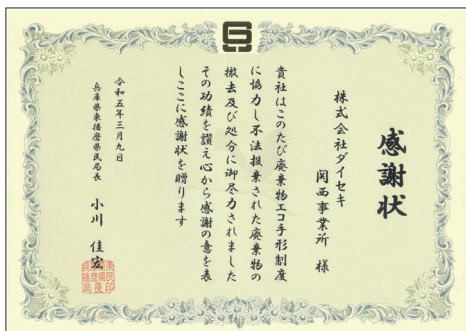 感謝状
株式会社ダイセキ
関西事業所 様
貴社はこのたび廃棄物エコ手形制度
に協力し不法投棄された廃棄物の
撤去及び処分に御尽力されました
その功績を讃え心から感謝の意を表
しここに感謝状を贈ります
令和五年三月九日
兵庫県東播磨県民局長 小川 佳宏